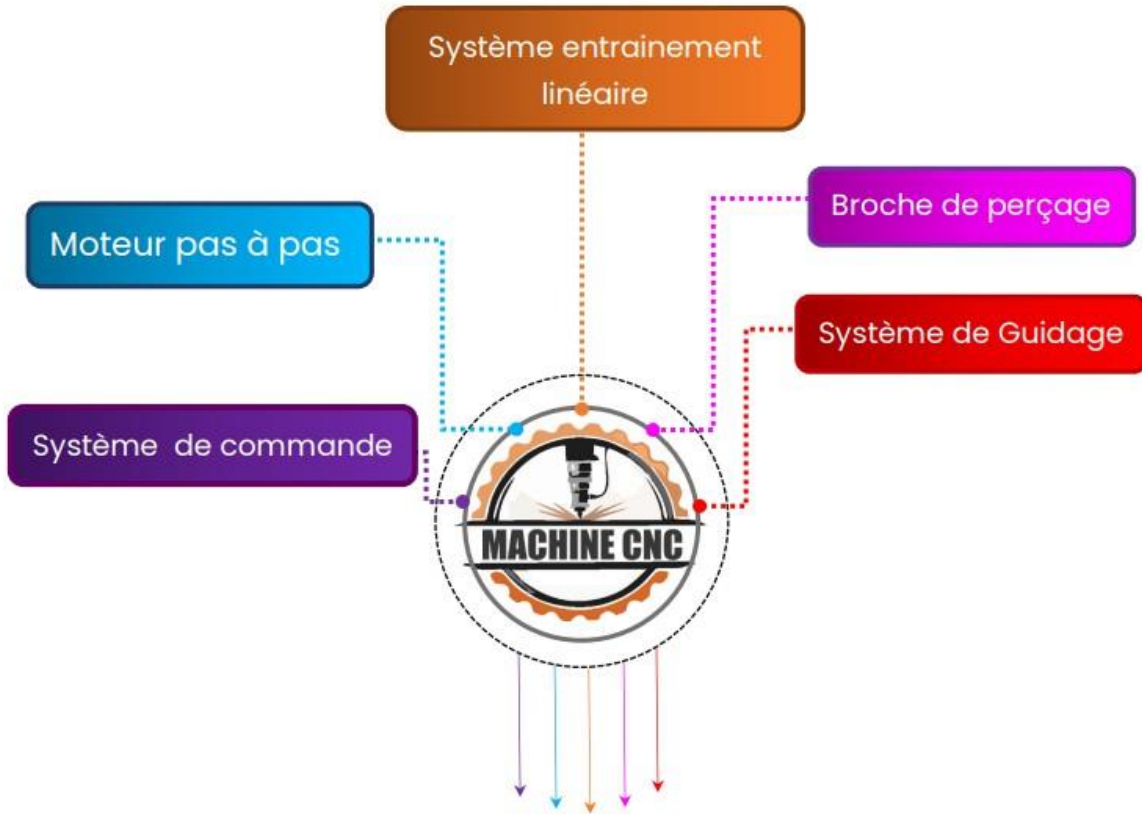 Système entrainement
linéaire
Broche de perçage
Moteur pas à pas
Système de Guidage
Système de commande
MACHINE CNC